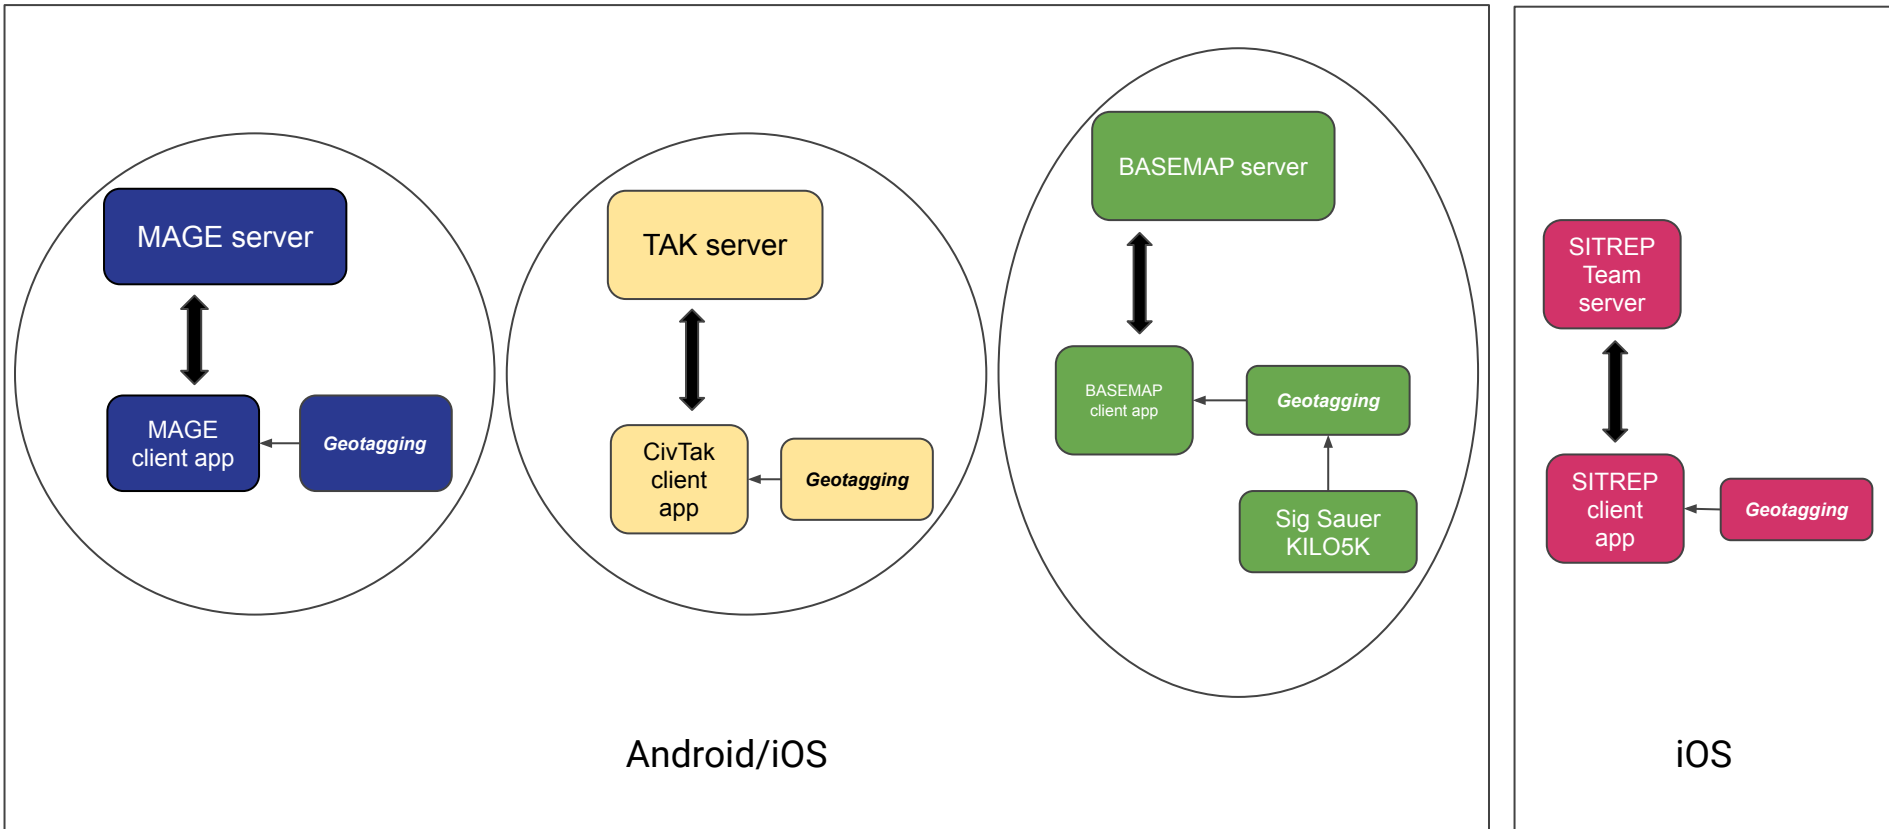 MAGE server
MAGE
client app
Geotagging
TAK server
CivTak
client
app
Geotagging
BASEMAP server
BASEMAP
client app
Geotagging
Sig Sauer
KILO5K
Android/iOS
SITREP
Team
server
SITREP
client
app
Geotagging
iOS